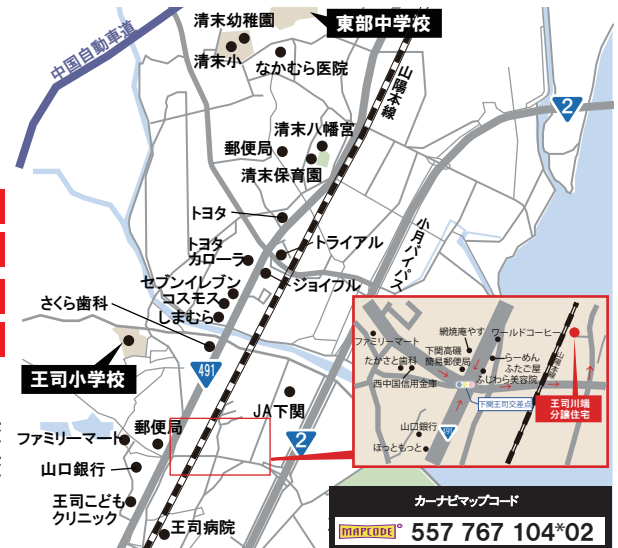 清末幼稚園
東部中学校
清末小
なかむら医院
中国自動車道
山陽本線
2
清末八幡宮
郵便局
清末保育園
トヨタ
小月バイパス
トヨタ
カローラ
トライアル
セブンイレブン
ジョイフル
コスモス
さくら歯科
しまむら
491
王司小学校
JA下関
2
ファミリーマート
郵便局
山口銀行
王司こども
クリニック
王司病院
網焼庵やす
ワールドコーヒー
ファミリーマート
下関高磯
簡易郵便局
たかさと歯科
らーめん
ふたご屋
ふじわら美容院
西中国信用金庫
山陽本線
下関王司交差点
王司川端
分譲住宅
山口銀行
491
ほっともっと
カーナビマップコード
MAPCODE 557 767 104*02